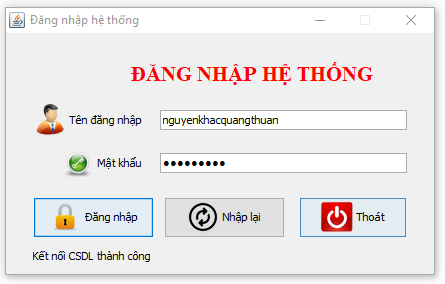 Đăng nhập hệ thống
ĐĂNG NHẬP HỆ THỐNG
Tên đăng nhập nguyenkhacquangthuan
Mật khẩu •••••••••
Đăng nhập Nhập lại Thoát
Kết nối CSDL thành công